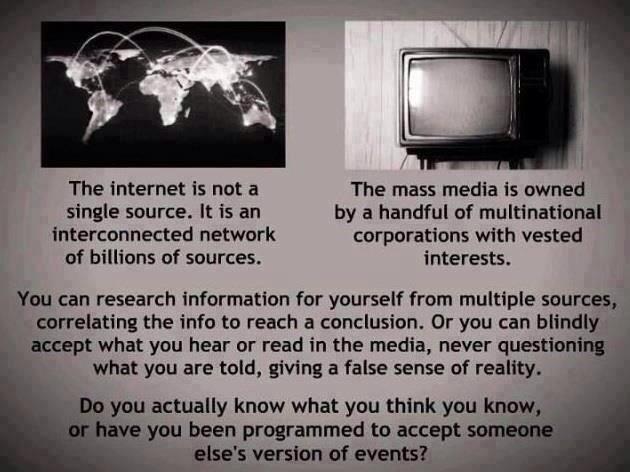 The internet is not a
single source. It is an
interconnected network
of billions of sources.
The mass media is owned
by a handful of multinational
corporations with vested
interests.
You can research information for yourself from multiple sources,
correlating the info to reach a conclusion. Or you can blindly
accept what you hear or read in the media, never questioning
what you are told, giving a false sense of reality.
Do you actually know what you think you know,
or have you been programmed to accept someone
else's version of events?